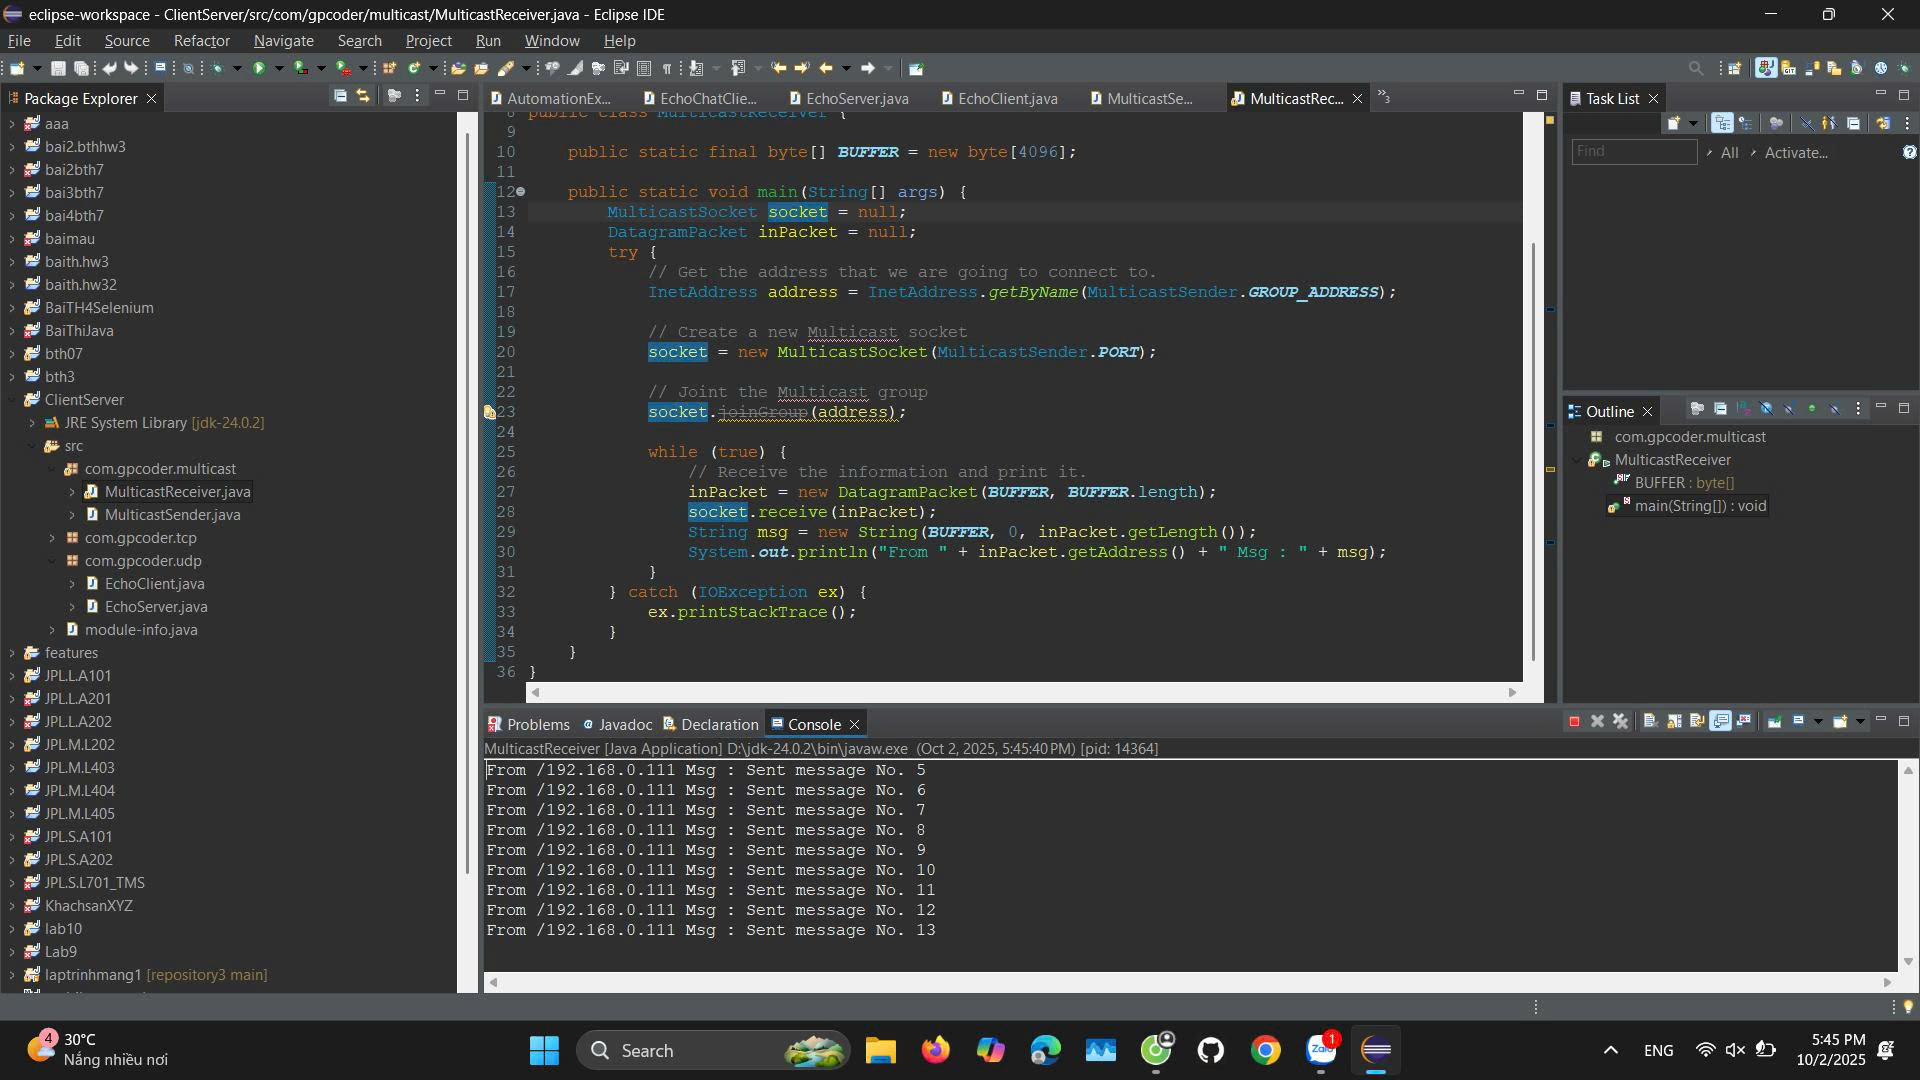 eclipse-workspace - ClientServer/src/com/gpcoder/multicast/MulticastReceiver.java - Eclipse IDE
File Edit Source Refactor Navigate Search Project Run Window Help
Package Explorer
aaa
bai2.bthhw3
bai2bth7
bai3bth7
bai4bth7
baimau
baith.hw3
baith.hw32
BaiTH4Selenium
BaiThiJava
bth07
bth3
ClientServer
JRE System Library [jdk-24.0.2]
src
com.gpcoder.multicast
MulticastReceiver.java
MulticastSender.java
com.gpcoder.tcp
com.gpcoder.udp
EchoClient.java
EchoServer.java
module-info.java
features
JPL.L.A101
JPL.L.A201
JPL.L.A202
JPL.M.L202
JPL.M.L403
JPL.M.L404
JPL.M.L405
JPL.S.A101
JPL.S.A202
JPL.S.L701_TMS
KhachsanXYZ
lab10
Lab9
laptrinhmang1 [repository3 main]
AutomationEx... EchoChatClie... EchoServer.java EchoClient.java MulticastSe... MulticastRec... 3
8 public class MulticastReceiver {
9
10 public static final byte[] BUFFER = new byte[4096];
11
12 public static void main(String[] args) {
13 MulticastSocket socket = null;
14 DatagramPacket inPacket = null;
15 try {
16 // Get the address that we are going to connect to.
17 InetAddress address = InetAddress.getByName(MulticastSender.GROUP_ADDRESS);
18
19 // Create a new Multicast socket
20 socket = new MulticastSocket(MulticastSender.PORT);
21
22 // Joint the Multicast group
23 socket.joinGroup(address);
24
25 while (true) {
26 // Receive the information and print it.
27 inPacket = new DatagramPacket(BUFFER, BUFFER.length);
28 socket.receive(inPacket);
29 String msg = new String(BUFFER, 0, inPacket.getLength());
30 System.out.println("From " + inPacket.getAddress() + " Msg : " + msg);
31 }
32 } catch (IOException ex) {
33 ex.printStackTrace();
34 }
35 }
36 }
Problems Javadoc Declaration Console
MulticastReceiver [Java Application] D:\jdk-24.0.2\bin\javaw.exe (Oct 2, 2025, 5:45:40 PM) [pid: 14364]
From /192.168.0.111 Msg : Sent message No. 5
From /192.168.0.111 Msg : Sent message No. 6
From /192.168.0.111 Msg : Sent message No. 7
From /192.168.0.111 Msg : Sent message No. 8
From /192.168.0.111 Msg : Sent message No. 9
From /192.168.0.111 Msg : Sent message No. 10
From /192.168.0.111 Msg : Sent message No. 11
From /192.168.0.111 Msg : Sent message No. 12
From /192.168.0.111 Msg : Sent message No. 13
Task List
Find All Activate...
Outline
com.gpcoder.multicast
MulticastReceiver
BUFFER : byte[]
main(String[]) : void
4 30°C
Nắng nhiều nơi
Search
Zalo 1
ENG
5:45 PM
10/2/2025